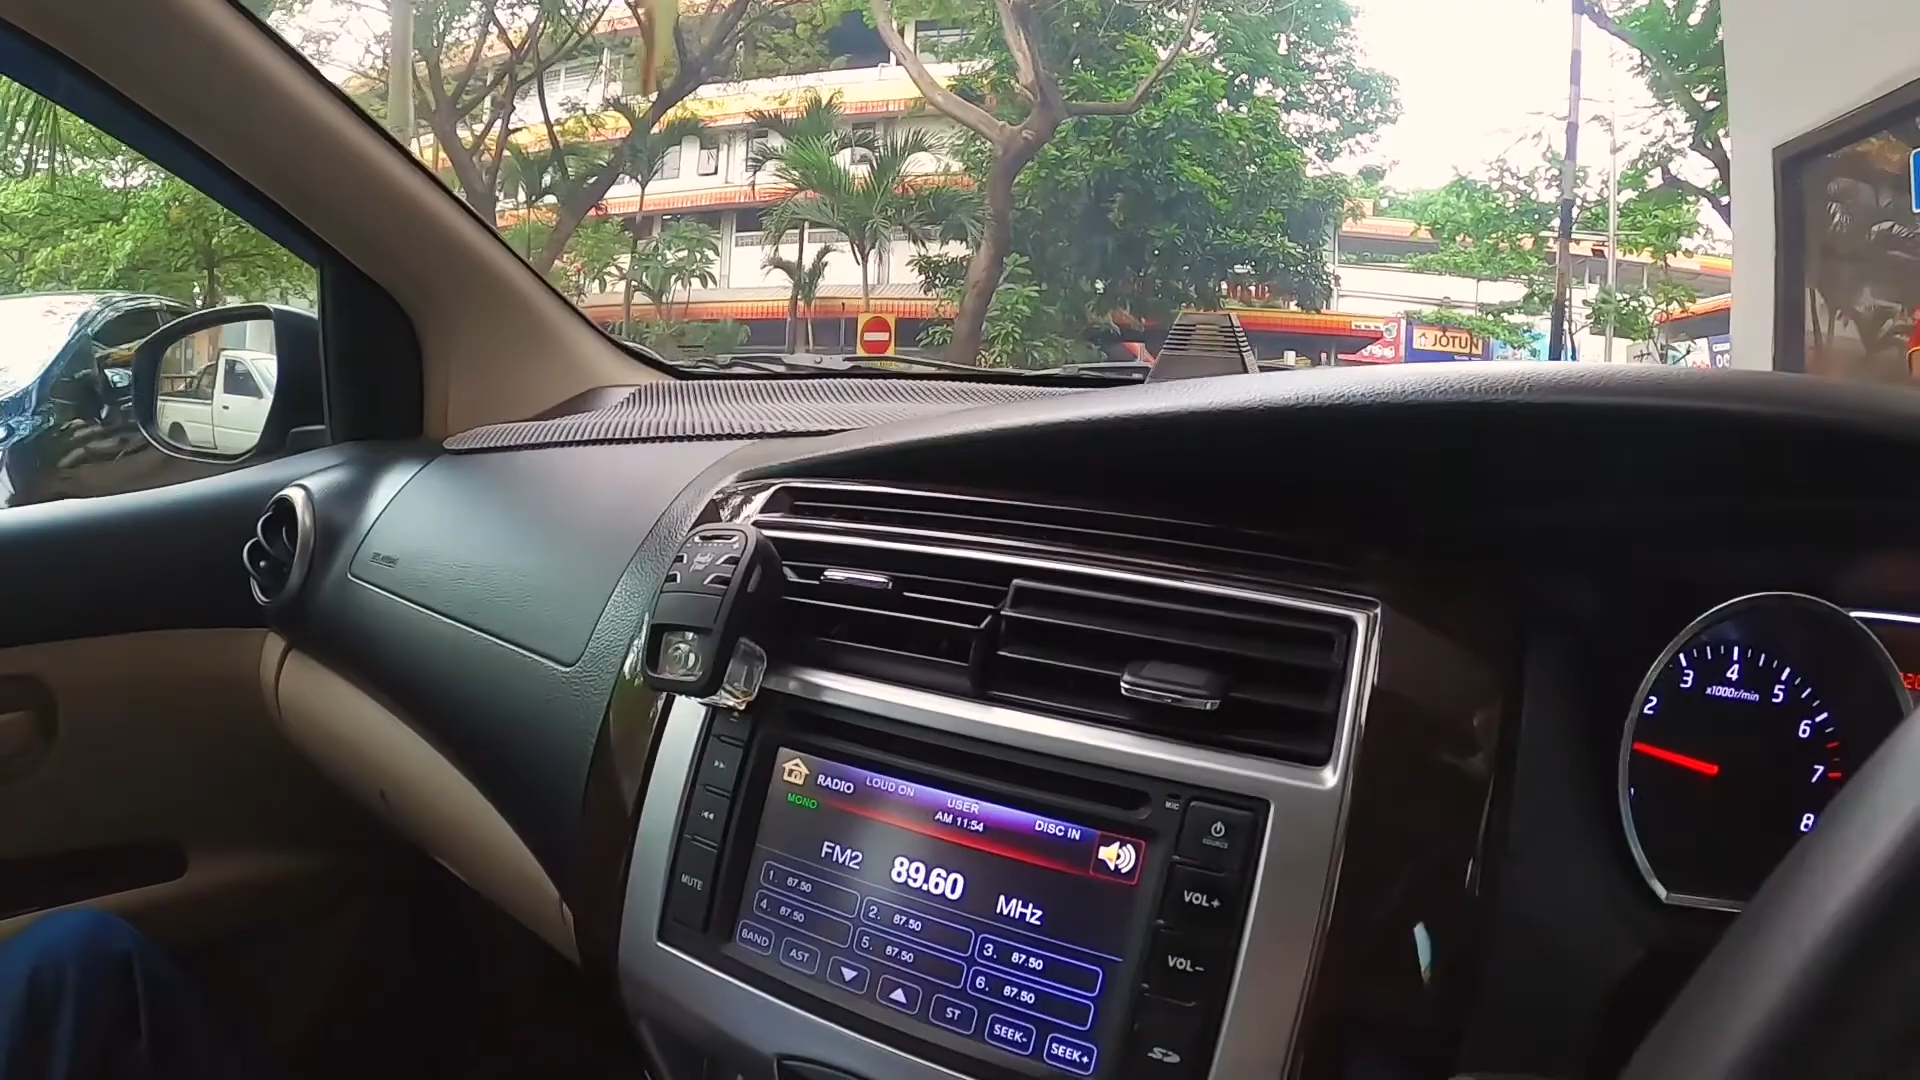 JOTUN
2
3
4
5
6
7
8
x1000r/min
RADIO
LOUD ON
USER
AM 11:54
DISC IN
MONO
FM2
89.60
MHz
1. 87.50
2. 87.50
3. 87.50
4. 87.50
5. 87.50
6. 87.50
BAND
AST
ST
SEEK-
SEEK+
MUTE
MIC
SOURCE
VOL+
VOL-